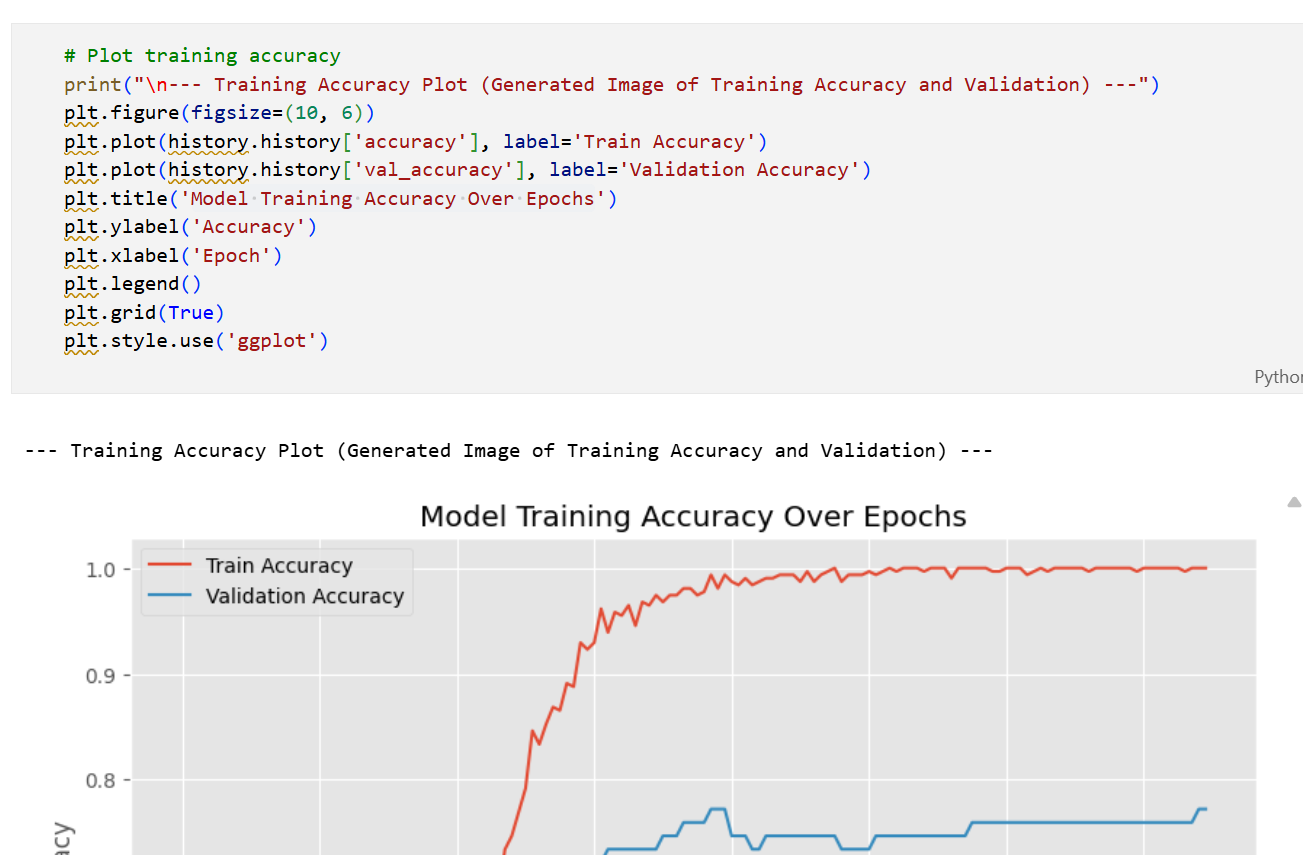 # Plot training accuracy
print("\n--- Training Accuracy Plot (Generated Image of Training Accuracy and Validation) ---")
plt.figure(figsize=(10, 6))
plt.plot(history.history['accuracy'], label='Train Accuracy')
plt.plot(history.history['val_accuracy'], label='Validation Accuracy')
plt.title('Model Training Accuracy Over Epochs')
plt.ylabel('Accuracy')
plt.xlabel('Epoch')
plt.legend()
plt.grid(True)
plt.style.use('ggplot')
Python
--- Training Accuracy Plot (Generated Image of Training Accuracy and Validation) ---
Model Training Accuracy Over Epochs
Train Accuracy
Validation Accuracy
1.0
0.9
0.8
acy